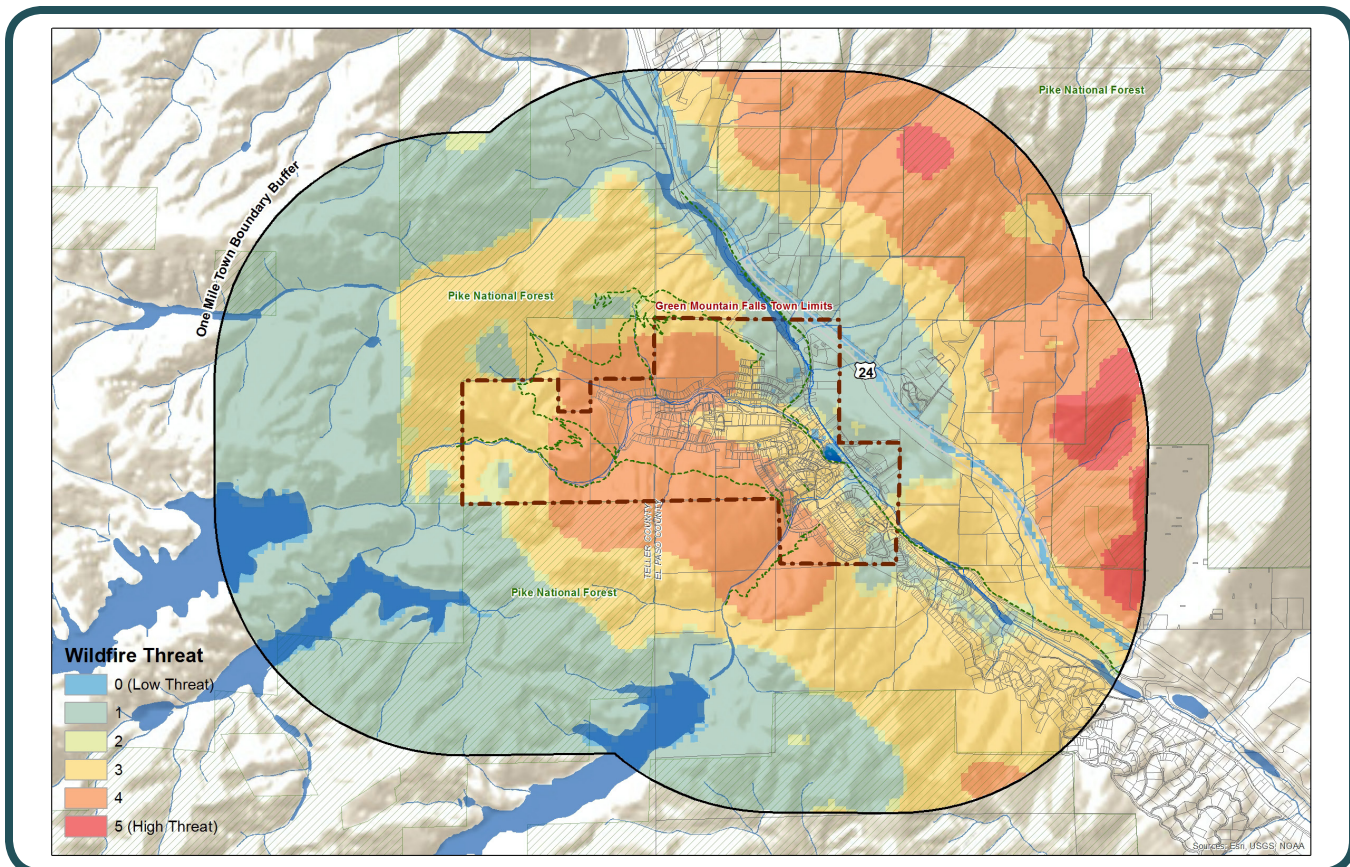 Pike National Forest
One Mile Town Boundary Buffer
Pike National Forest
Green Mountain Falls Town Limits
24
TELLER COUNTY
EL PASO COUNTY
Pike National Forest
Wildfire Threat
0 (Low Threat)
1
2
3
4
5 (High Threat)
Sources: Esri, USGS, NOAA